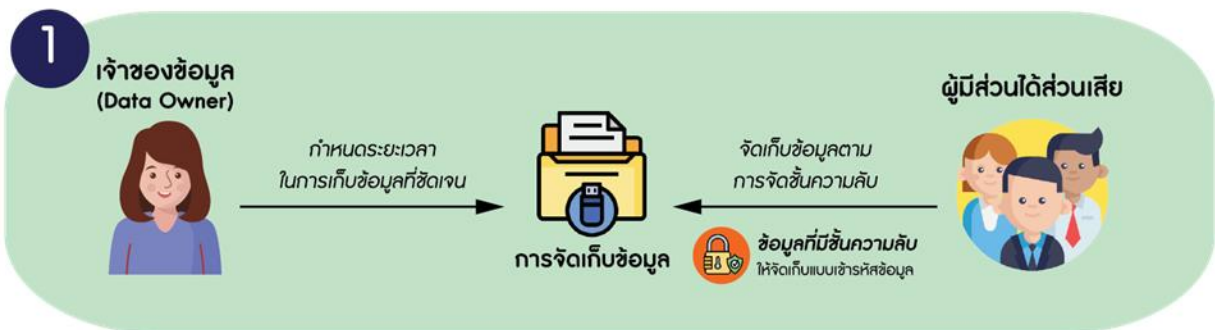 1
เจ้าของข้อมูล
(Data Owner)
กำหนดระยะเวลา
ในการเก็บข้อมูลที่ชัดเจน
การจัดเก็บข้อมูล
ผู้มีส่วนได้ส่วนเสีย
จัดเก็บข้อมูลตาม
การจัดชั้นความลับ
ข้อมูลที่มีชั้นความลับ
ให้จัดเก็บแบบเข้ารหัสข้อมูล